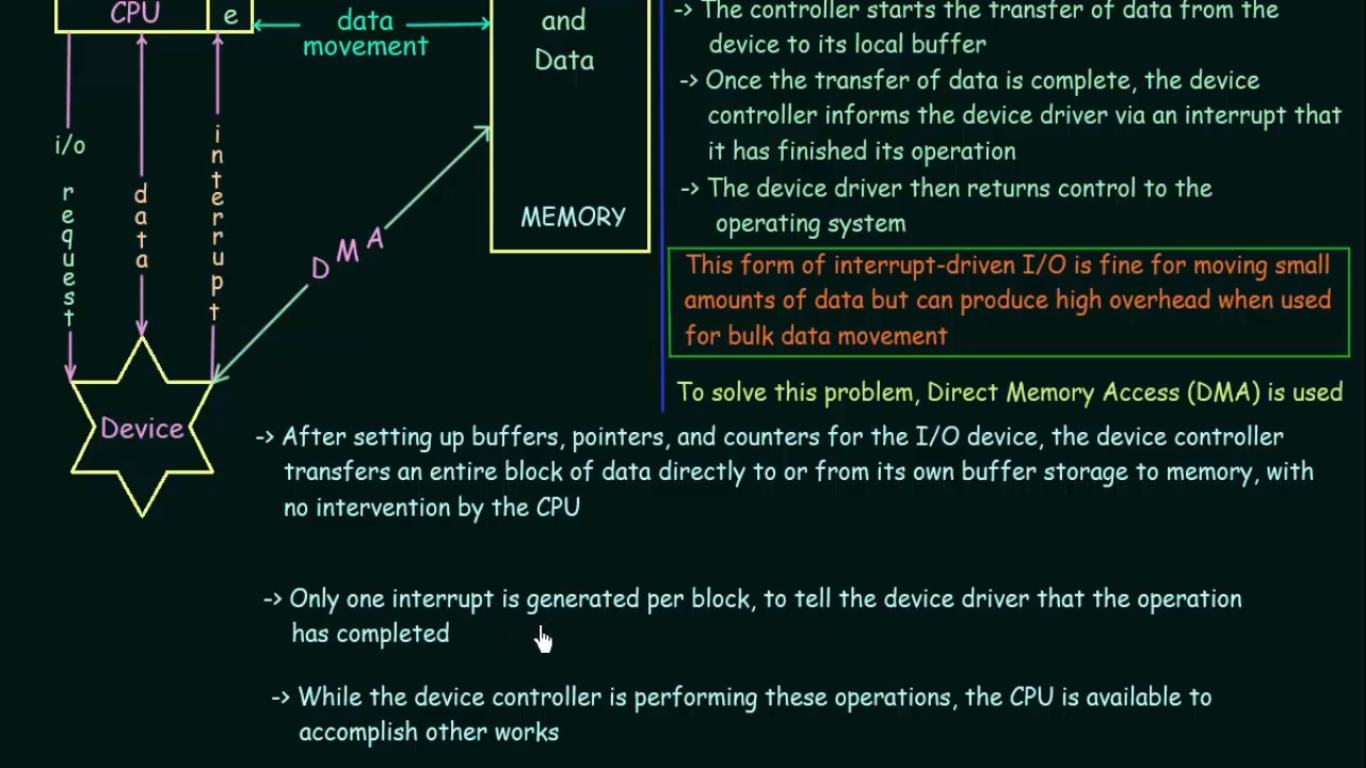 CPU
e
data
movement
and
Data
MEMORY
i/o
request
data
interrupt
DMA
Device
-> The controller starts the transfer of data from the
device to its local buffer
-> Once the transfer of data is complete, the device
controller informs the device driver via an interrupt that
it has finished its operation
-> The device driver then returns control to the
operating system
This form of interrupt-driven I/O is fine for moving small
amounts of data but can produce high overhead when used
for bulk data movement
To solve this problem, Direct Memory Access (DMA) is used
-> After setting up buffers, pointers, and counters for the I/O device, the device controller
transfers an entire block of data directly to or from its own buffer storage to memory, with
no intervention by the CPU
-> Only one interrupt is generated per block, to tell the device driver that the operation
has completed
-> While the device controller is performing these operations, the CPU is available to
accomplish other works